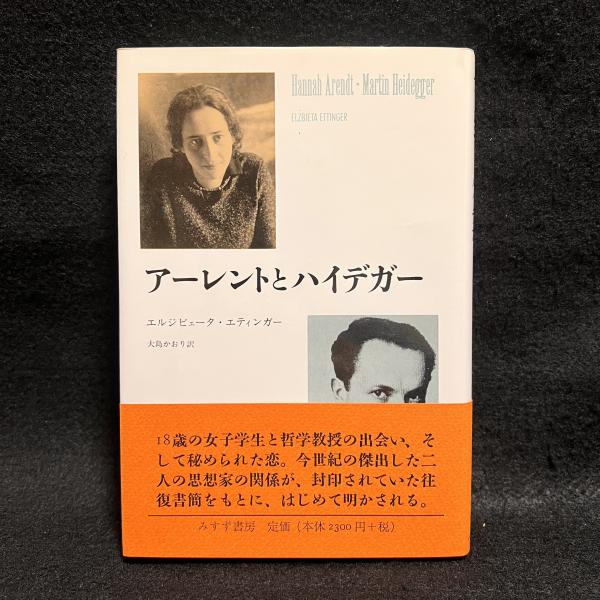 Hannah Arendt - Martin Heidegger
ELŻBIETA ETTINGER
アーレントとハイデガー
エルジビェータ・エティンガー
大島かおり訳
18歳の女子学生と哲学教授の出会い、そ
して秘められた恋。今世紀の傑出した二
人の思想家の関係が、封印されていた往
復書簡をもとに、はじめて明かされる。
みすず書房 定価(本体2300円+税)